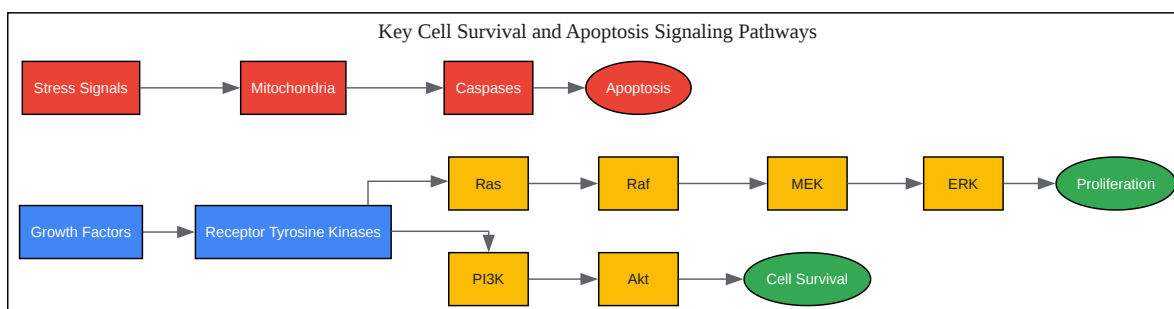 Key Cell Survival and Apoptosis Signaling Pathways
Stress Signals
Mitochondria
Caspases
Apoptosis
Ras
Raf
MEK
ERK
Proliferation
Growth Factors
Receptor Tyrosine Kinases
PI3K
Akt
Cell Survival